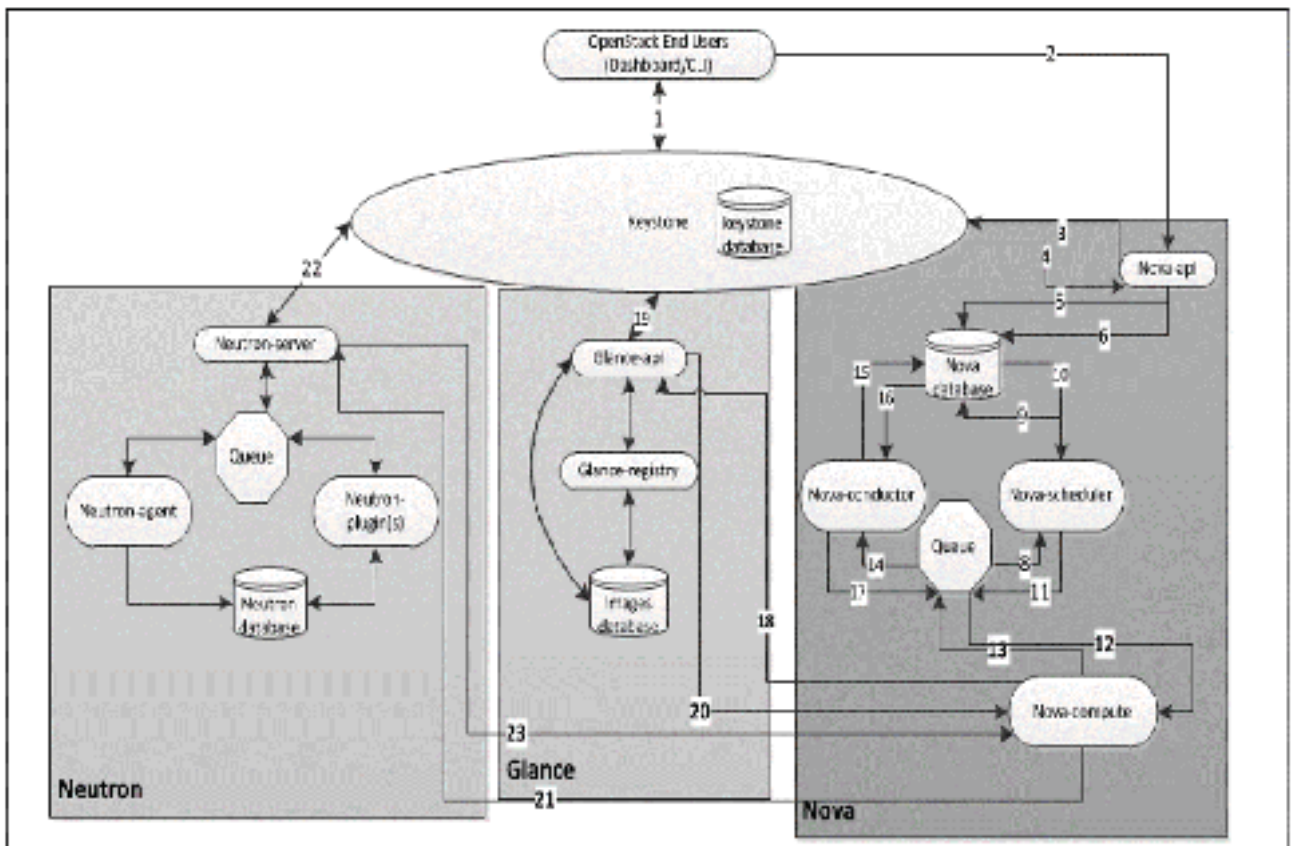 OpenStack End Users
(Dashboard/CLI)
2
1
Keystone
keystone
database
3
4
Nova-api
22
5
19
6
Neutron-server
Glance-api
Nova
database
15
10
16
9
Queue
Glance-registry
Neutron-agent
Neutron-
plugin(s)
Nova-conductor
Nova-scheduler
Queue
14
8
17
11
Neutron
database
Images
database
18
13
12
20
Nova-compute
23
Glance
Neutron
21
Nova